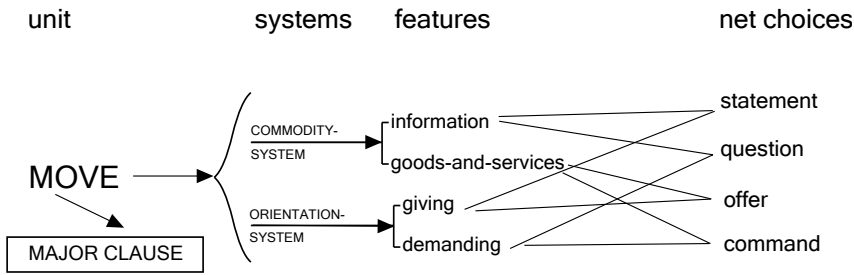 unit systems features net choices
statement
COMMODITY- information
SYSTEM question
goods-and-services
MOVE
offer
ORIENTATION- giving
SYSTEM
MAJOR CLAUSE demanding command